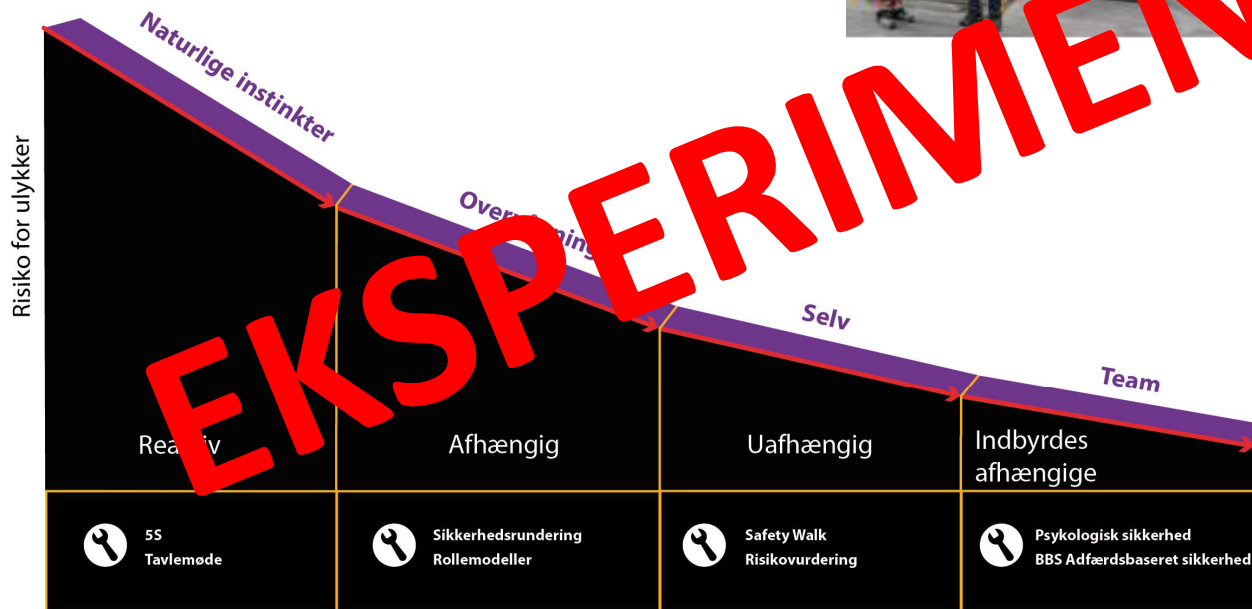 Naturlige instinkter
Selv
Team
EKSPERIMEN
Risiko for ulykker
Afhængig
Uafhængig
Indbyrdes
afhængige
5S
Tavlemøde
Sikkerhedsrundering
Rollemodeller
Safety Walk
Risikovurdering
Psykologisk sikkerhed
BBS Adfærdsbaseret sikkerhed